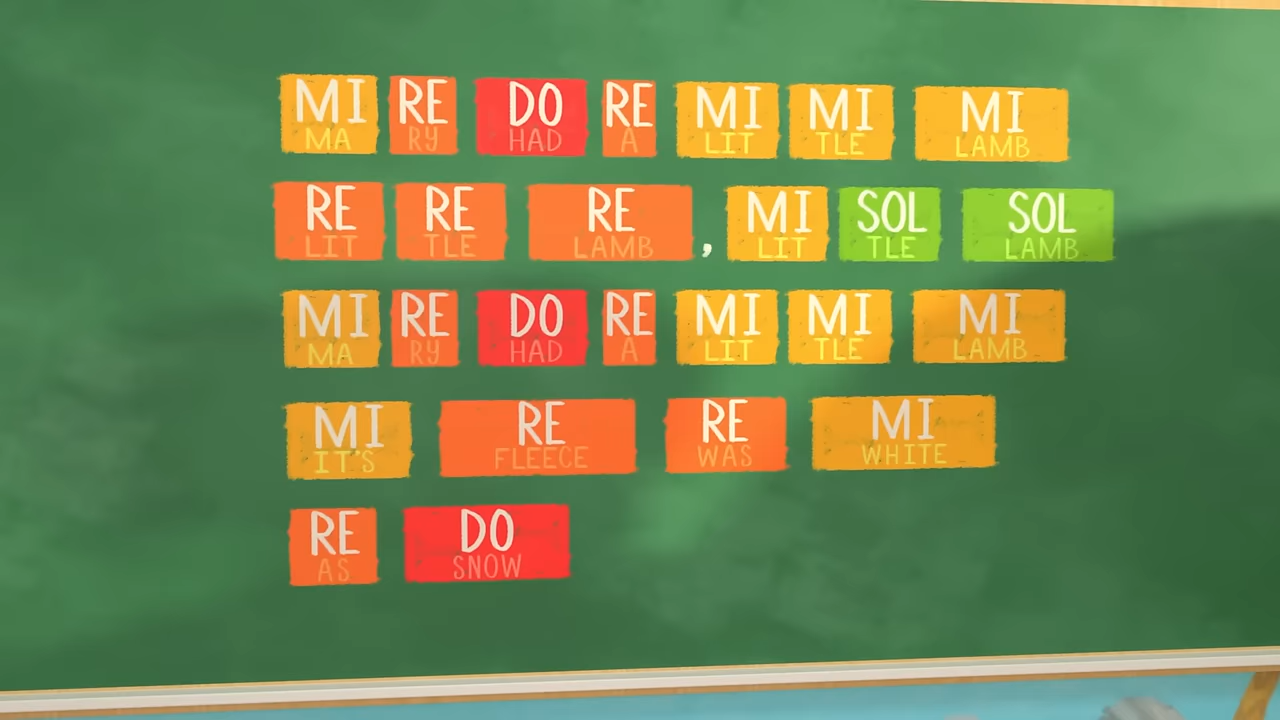 MI RE DO RE MI MI MI
MA RY HAD A LIT TLE LAMB
RE RE RE , MI SOL SOL
LIT TLE LAMB LIT TLE LAMB
MI RE DO RE MI MI MI
MA RY HAD A LIT TLE LAMB
MI RE RE MI
IT'S FLEECE WAS WHITE
RE DO
AS SNOW